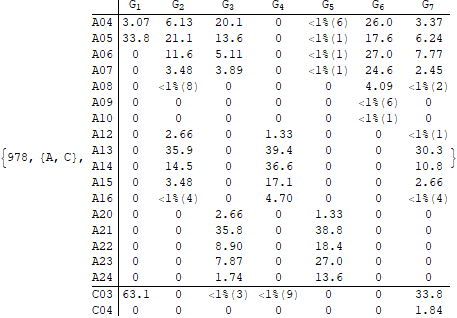 G₁ G₂ G₃ G₄ G₅ G₆ G₇
A04 3.07 6.13 20.1 0 <1%(6) 26.0 3.37
A05 33.8 21.1 13.6 0 <1%(1) 17.6 6.24
A06 0 11.6 5.11 0 <1%(1) 27.0 7.77
A07 0 3.48 3.89 0 <1%(1) 24.6 2.45
A08 0 <1%(8) 0 0 0 4.09 <1%(2)
A09 0 0 0 0 0 <1%(6) 0
A10 0 0 0 0 0 <1%(1) 0
A12 0 2.66 0 1.33 0 0 <1%(1)
{978, {A, C}, A13 0 35.9 0 39.4 0 0 30.3 }
A14 0 14.5 0 36.6 0 0 10.8
A15 0 3.48 0 17.1 0 0 2.66
A16 0 <1%(4) 0 4.70 0 0 <1%(4)
A20 0 0 2.66 0 1.33 0 0
A21 0 0 35.8 0 38.8 0 0
A22 0 0 8.90 0 18.4 0 0
A23 0 0 7.87 0 27.0 0 0
A24 0 0 1.74 0 13.6 0 0
C03 63.1 0 <1%(3) <1%(9) 0 0 33.8
C04 0 0 0 0 0 0 1.84